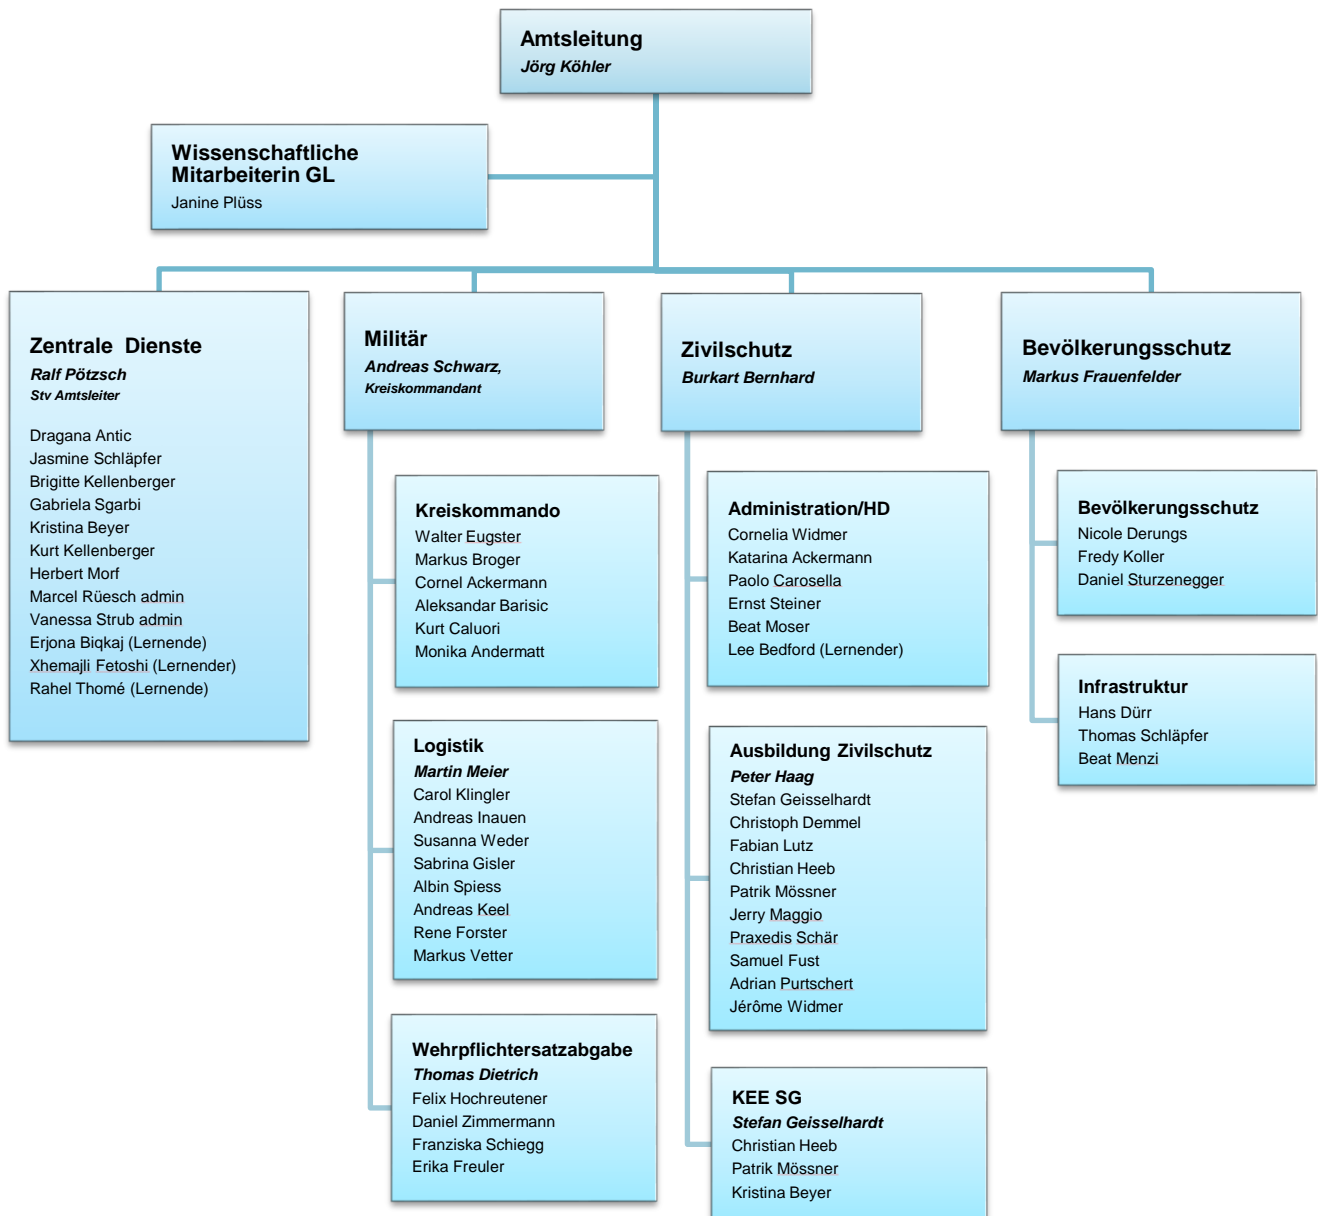 Amtsleitung
Jörg Köhler
Wissenschaftliche
Mitarbeiterin GL
Janine Plüss
Zentrale Dienste
Ralf Pötzsch
Stv Amtsleiter
Dragana Antic
Jasmine Schläpfer
Brigitte Kellenberger
Gabriela Sgarbi
Kristina Beyer
Kurt Kellenberger
Herbert Morf
Marcel Rüesch admin
Vanessa Strub admin
Erjona Biqkaj (Lernende)
Xhemajli Fetoshi (Lernender)
Rahel Thomé (Lernende)
Militär
Andreas Schwarz,
Kreiskommandant
Kreiskommando
Walter Eugster
Markus Broger
Cornel Ackermann
Aleksandar Barisic
Kurt Caluori
Monika Andermatt
Logistik
Martin Meier
Carol Klingler
Andreas Inauen
Susanna Weder
Sabrina Gisler
Albin Spiess
Andreas Keel
Rene Forster
Markus Vetter
Wehrpflichtersatzabgabe
Thomas Dietrich
Felix Hochreutener
Daniel Zimmermann
Franziska Schiegg
Erika Freuler
Zivilschutz
Burkart Bernhard
Administration/HD
Cornelia Widmer
Katarina Ackermann
Paolo Carosella
Ernst Steiner
Beat Moser
Lee Bedford (Lernender)
Ausbildung Zivilschutz
Peter Haag
Stefan Geisselhardt
Christoph Demmel
Fabian Lutz
Christian Heeb
Patrik Mössner
Jerry Maggio
Praxedis Schär
Samuel Fust
Adrian Purtschert
Jérôme Widmer
KEE SG
Stefan Geisselhardt
Christian Heeb
Patrik Mössner
Kristina Beyer
Bevölkerungsschutz
Markus Frauenfelder
Bevölkerungsschutz
Nicole Derungs
Fredy Koller
Daniel Sturzenegger
Infrastruktur
Hans Dürr
Thomas Schläpfer
Beat Menzi